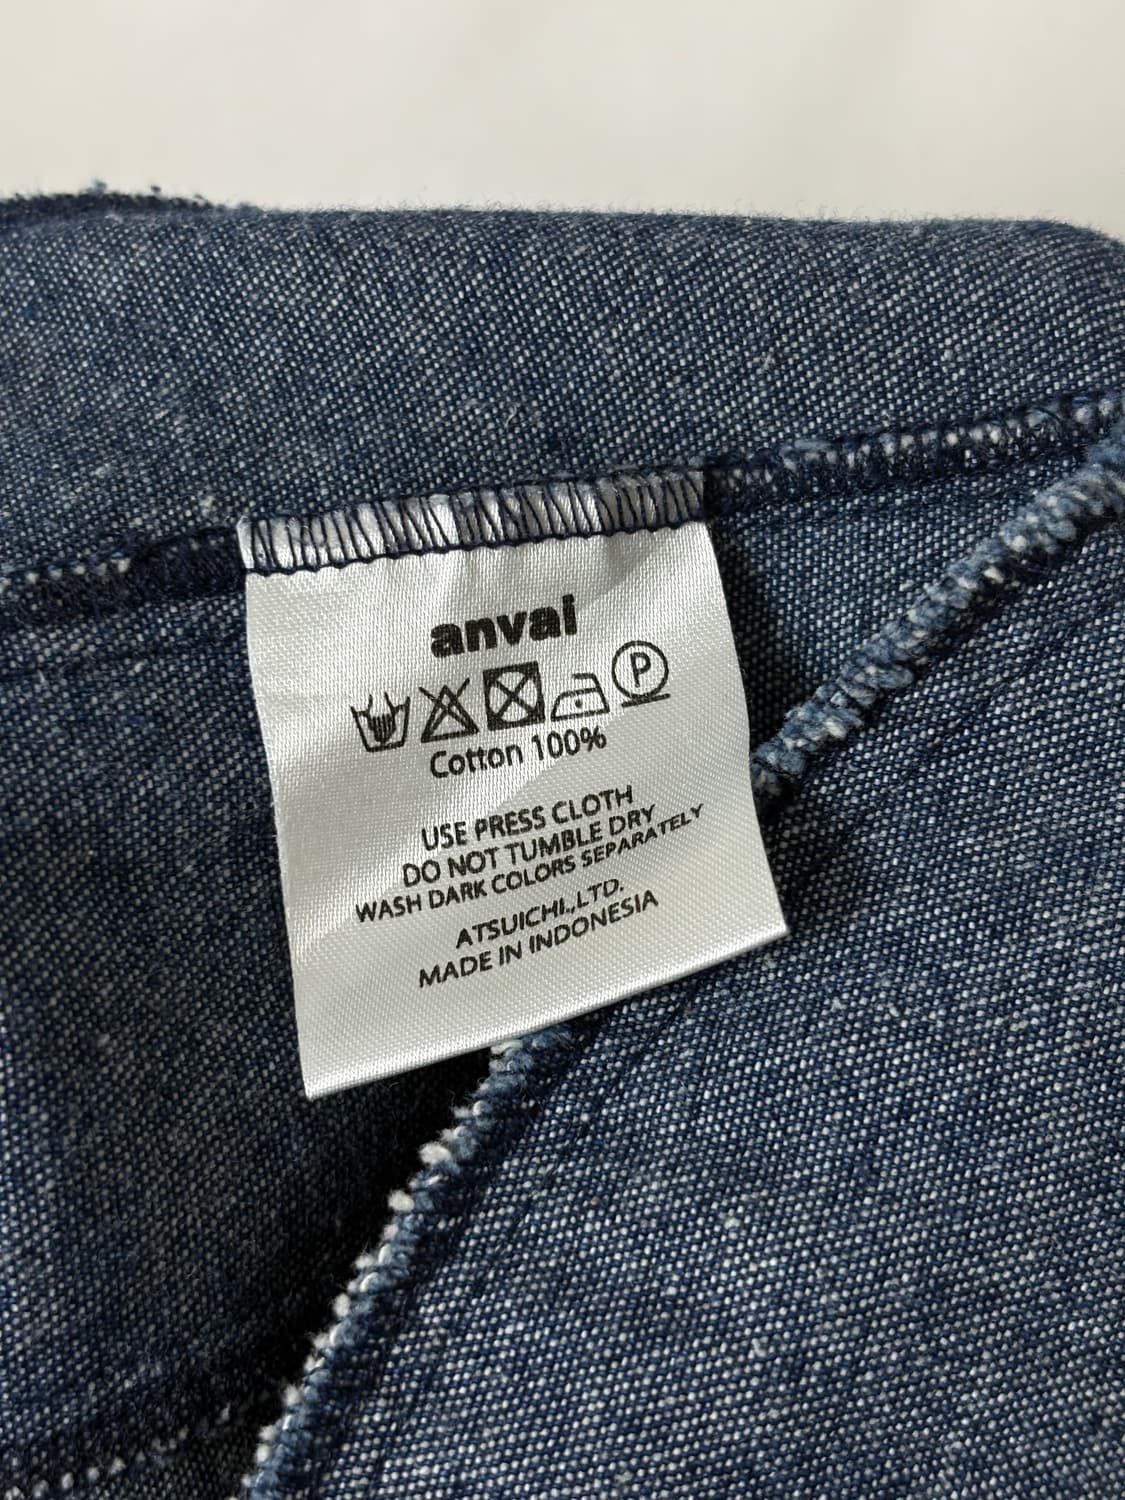 anvai
P
Cotton 100%
USE PRESS CLOTH
DO NOT TUMBLE DRY
WASH DARK COLORS SEPARATELY
ATSUICHI.,LTD.
MADE IN INDONESIA